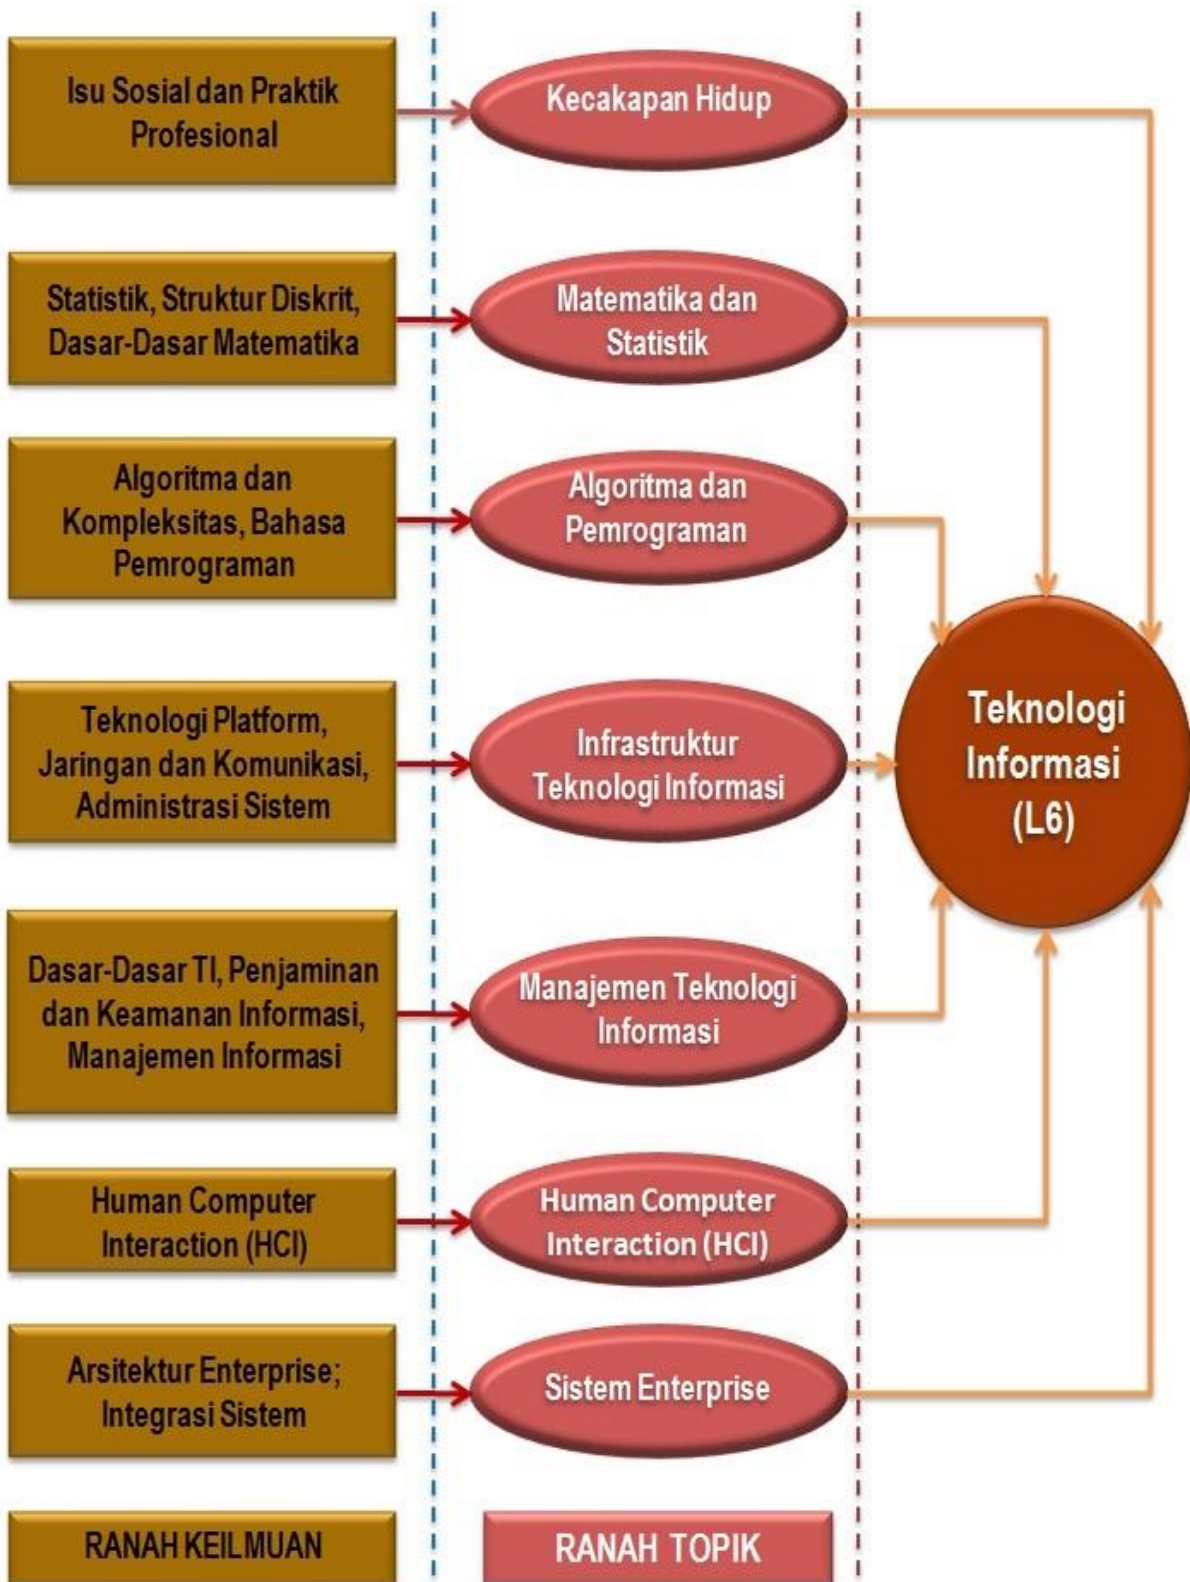 Isu Sosial dan Praktik
Profesional
Kecakapan Hidup
Statistik, Struktur Diskrit,
Dasar-Dasar Matematika
Matematika dan
Statistik
Algoritma dan
Kompleksitas, Bahasa
Pemrograman
Algoritma dan
Pemrograman
Teknologi Platform,
Jaringan dan Komunikasi,
Administrasi Sistem
Infrastruktur
Teknologi Informasi
Teknologi
Informasi
(L6)
Dasar-Dasar TI, Penjaminan
dan Keamanan Informasi,
Manajemen Informasi
Manajemen Teknologi
Informasi
Human Computer
Interaction (HCI)
Human Computer
Interaction (HCI)
Arsitektur Enterprise;
Integrasi Sistem
Sistem Enterprise
RANAH KEILMUAN
RANAH TOPIK